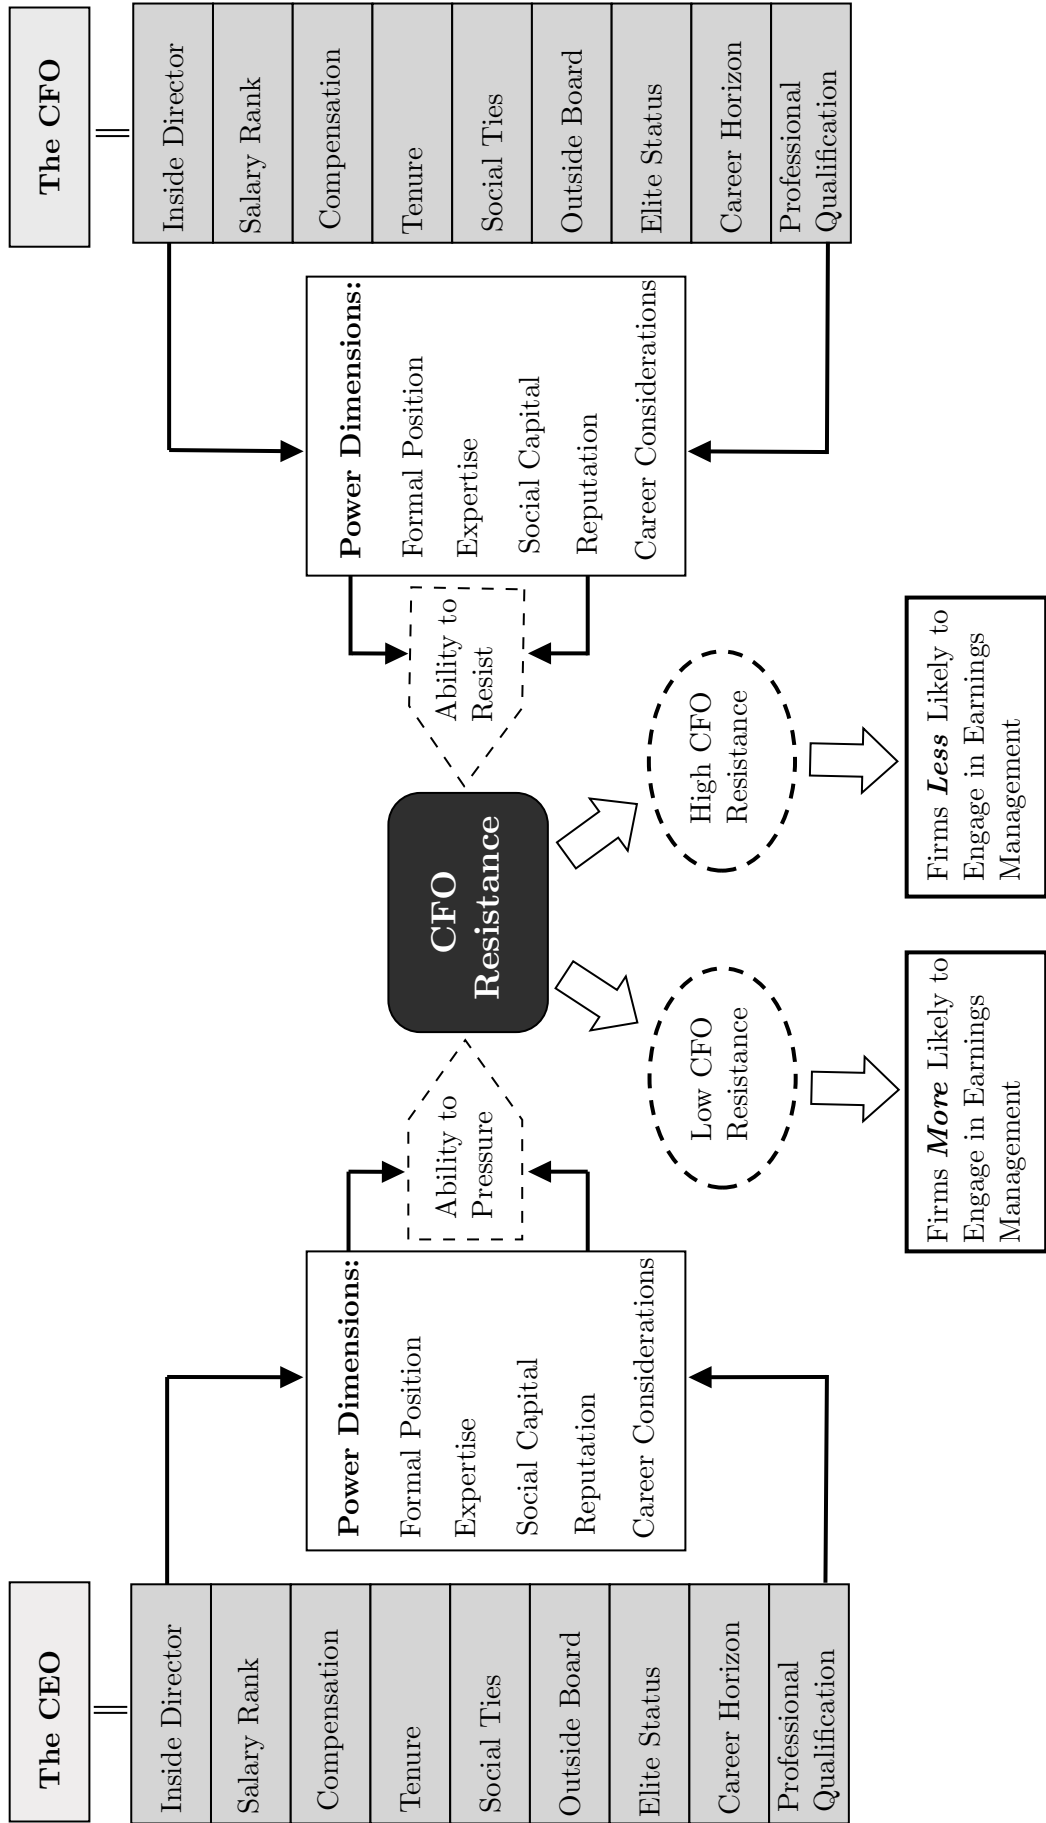 The CEO
Inside Director
Salary Rank
Compensation
Tenure
Social Ties
Outside Board
Elite Status
Career Horizon
Professional
Qualification
Power Dimensions:
Formal Position
Expertise
Social Capital
Reputation
Career Considerations
Ability to
Pressure
CFO
Resistance
Ability to
Resist
Power Dimensions:
Formal Position
Expertise
Social Capital
Reputation
Career Considerations
The CFO
Inside Director
Salary Rank
Compensation
Tenure
Social Ties
Outside Board
Elite Status
Career Horizon
Professional
Qualification
Low CFO
Resistance
High CFO
Resistance
Firms More Likely to
Engage in Earnings
Management
Firms Less Likely to
Engage in Earnings
Management